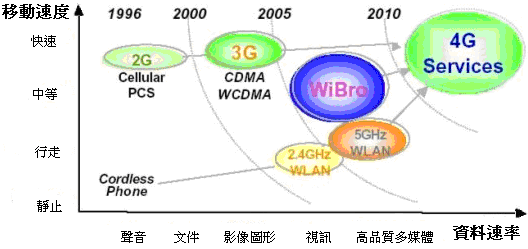 移動速度
1996 2000 2005 2010
快速
2G
3G
4G
Services
Cellular
PCS
CDMA
WCDMA
中等
WiBro
行走
2.4GHz
WLAN
5GHz
WLAN
Cordless
Phone
靜止
聲音 文件 影像圖形 視訊 高品質多媒體 資料速率